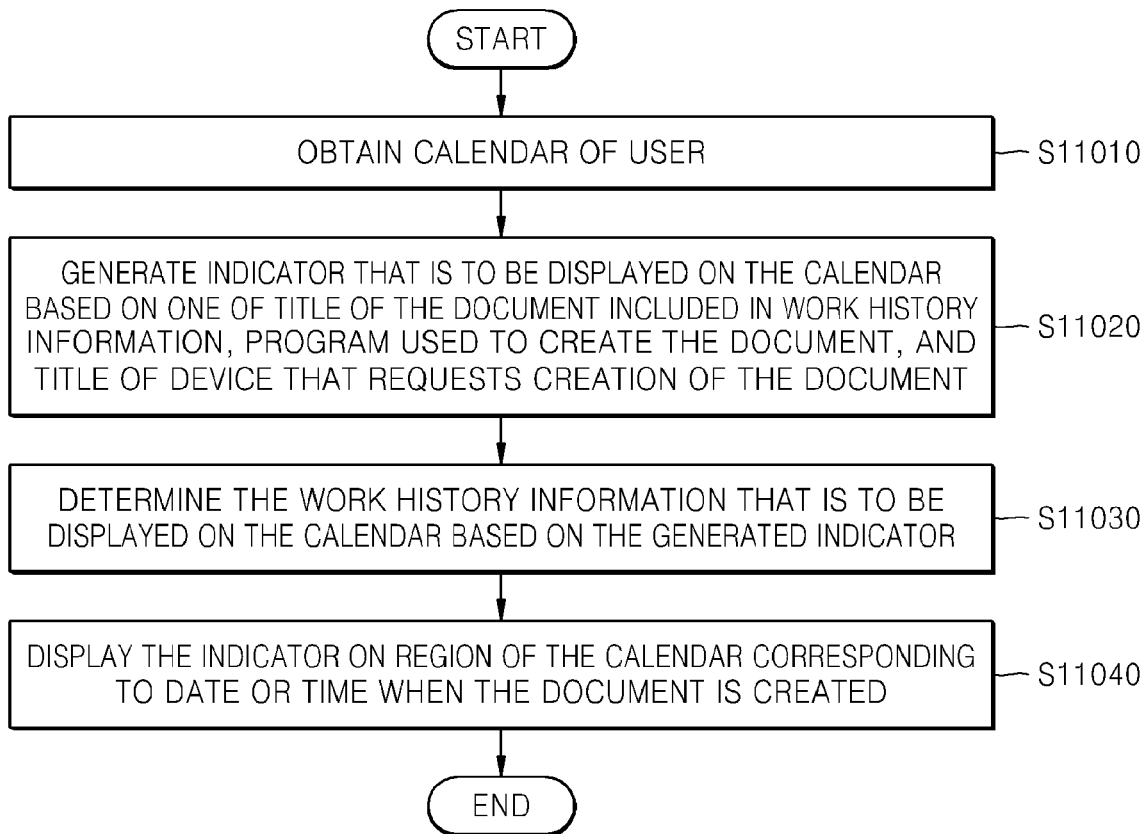 START
OBTAIN CALENDAR OF USER
S11010
GENERATE INDICATOR THAT IS TO BE DISPLAYED ON THE CALENDAR
BASED ON ONE OF TITLE OF THE DOCUMENT INCLUDED IN WORK HISTORY
INFORMATION, PROGRAM USED TO CREATE THE DOCUMENT, AND
TITLE OF DEVICE THAT REQUESTS CREATION OF THE DOCUMENT
S11020
DETERMINE THE WORK HISTORY INFORMATION THAT IS TO BE
DISPLAYED ON THE CALENDAR BASED ON THE GENERATED INDICATOR
S11030
DISPLAY THE INDICATOR ON REGION OF THE CALENDAR CORRESPONDING
TO DATE OR TIME WHEN THE DOCUMENT IS CREATED
S11040
END